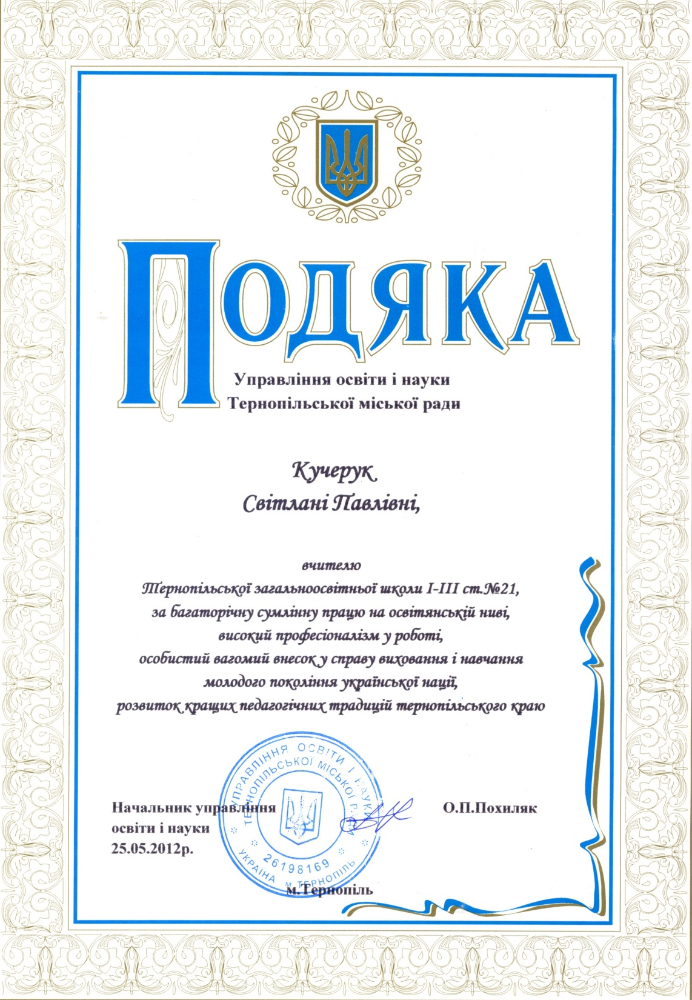 ПОДЯКА
Управління освіти і науки
Тернопільської міської ради
Кучерук
Світлані Павлівні,
вчителю
Тернопільської загальноосвітньої школи І-ІІІ ст.№21,
за багаторічну сумлінну працю на освітянській ниві,
високий професіоналізм у роботі,
особистий вагомий внесок у справу виховання і навчання
молодого покоління української нації,
розвиток кращих педагогічних традицій тернопільського краю
УПРАВЛІННЯ ОСВІТИ І НАУКИ
ТЕРНОПІЛЬСЬКОЇ МІСЬКОЇ РАДИ
26198169
УКРАЇНА м. ТЕРНОПІЛЬ
Начальник управління
освіти і науки
25.05.2012р.
О.П.Похиляк
м.Тернопіль